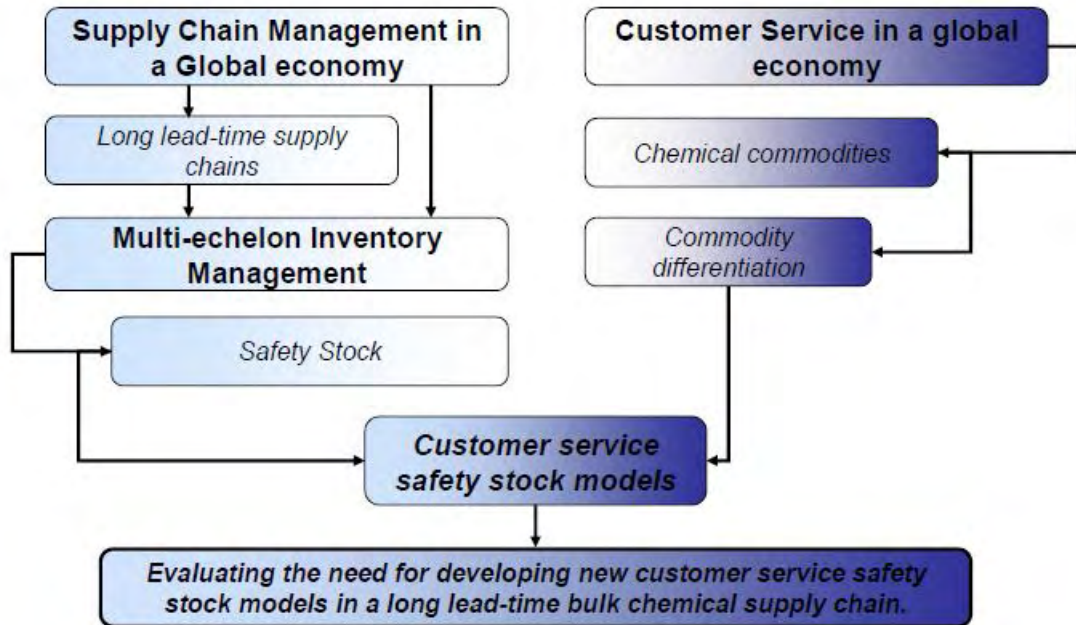 Supply Chain Management in
a Global economy
Customer Service in a global
economy
Long lead-time supply
chains
Chemical commodities
Multi-echelon Inventory
Management
Commodity
differentiation
Safety Stock
Customer service
safety stock models
Evaluating the need for developing new customer service safety
stock models in a long lead-time bulk chemical supply chain.